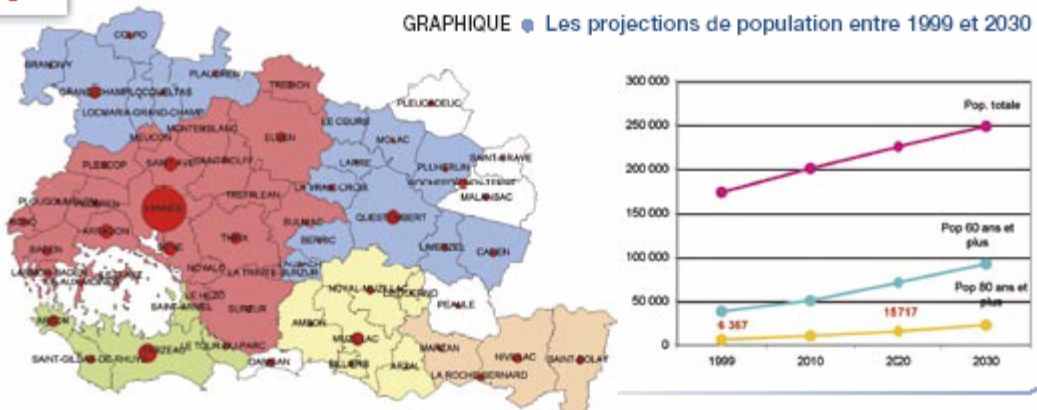 GRAPHIQUE Les projections de population entre 1999 et 2030
COLPO
BRANDIVY
PLAUDREN
GRAND-CHAMP LOCQUELTAS
TREDION
PLEUCADEUC
LOCMARIA-GRAND-CHAMP
LE COURS
MONTERBLANC
ELVEN
MOLAC
MEUCON
SAINT-AVE
PLESCOP
LARRE
PLUHERLIN
MALANSAC
TREFFLEAN
LA VRAIE-CROIX
VANNES
QUESTEMBERT
ARRADON
SULNIAC
THEIX
BERRIC
LIMERZEL
CADEN
BADEN
SENE
NOYALO
LA TRINITE-SURZUR
LAUZACH
NOYAL-MUZILLAC
PEAULE
LE HEZO
SAINT-ARMEL
SURZUR
AMBON
MUZILLAC
ARZON
SARZEAU
LE TOUR-DU-PARC
MARZAN
NIVILLAC
SAINT-DOLAY
SAINT-GILDAS-DE-RHUYS
DAMGAN
BILLIERS
ARZAL
LA ROCHE-BERNARD
300 000
250 000
200 000
150 000
100 000
50 000
0
Pop. totale
Pop 60 ans et
plus
Pop 80 ans et
plus
6 367
15717
1999
2010
2020
2030